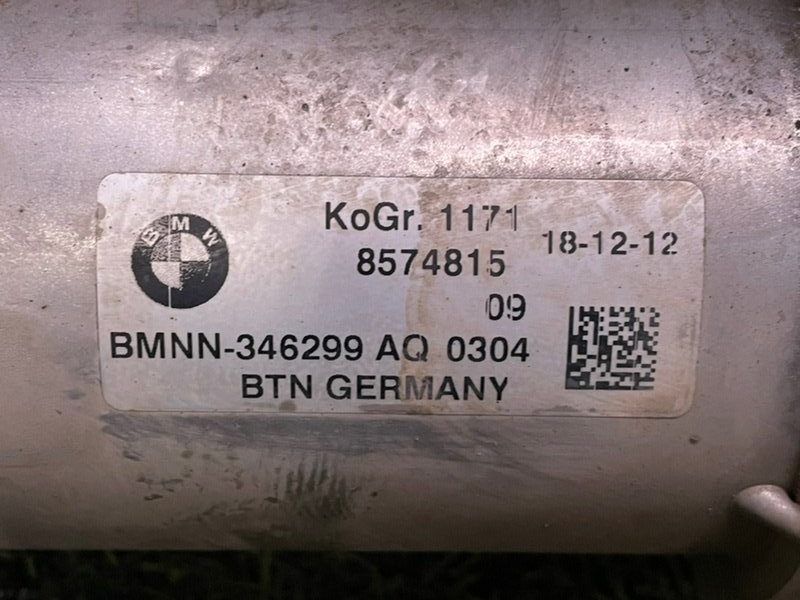 BMW
KoGr. 1171
18-12-12
8574815
09
BMNN-346299 AQ 0304
BTN GERMANY